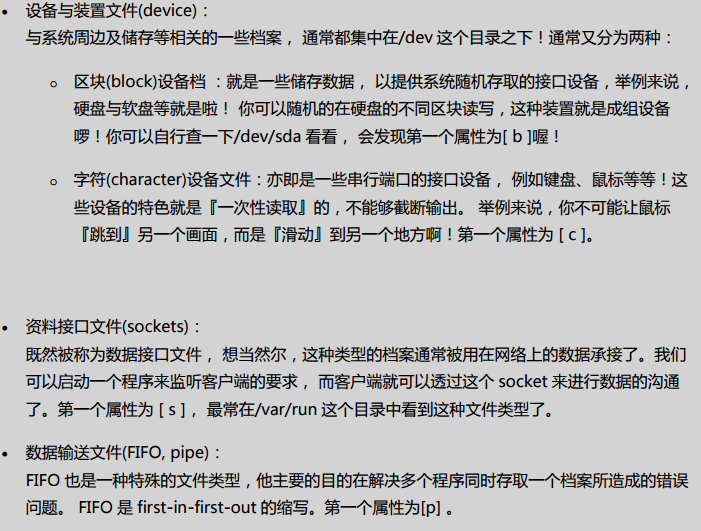 • 设备与装置文件(device)：
与系统周边及储存等相关的一些档案， 通常都集中在/dev 这个目录之下！通常又分为两种：
○ 区块(block)设备档 ：就是一些储存数据， 以提供系统随机存取的接口设备，举例来说，
硬盘与软盘等就是啦！ 你可以随机的在硬盘的不同区块读写，这种装置就是成组设备
啰！你可以自行查一下/dev/sda 看看， 会发现第一个属性为[ b ]喔！
○ 字符(character)设备文件：亦即是一些串行端口的接口设备， 例如键盘、鼠标等等！这
些设备的特色就是『一次性读取』的，不能够截断输出。 举例来说，你不可能让鼠标
『跳到』另一个画面，而是『滑动』到另一个地方啊！第一个属性为 [ c ]。
• 资料接口文件(sockets)：
既然被称为数据接口文件， 想当然尔，这种类型的档案通常被用在网络上的数据承接了。我们
可以启动一个程序来监听客户端的要求， 而客户端就可以透过这个 socket 来进行数据的沟通
了。第一个属性为 [ s ]， 最常在/var/run 这个目录中看到这种文件类型了。
• 数据输送文件(FIFO, pipe)：
FIFO 也是一种特殊的文件类型，他主要的目的在解决多个程序同时存取一个档案所造成的错误
问题。 FIFO 是 first-in-first-out 的缩写。第一个属性为[p] 。